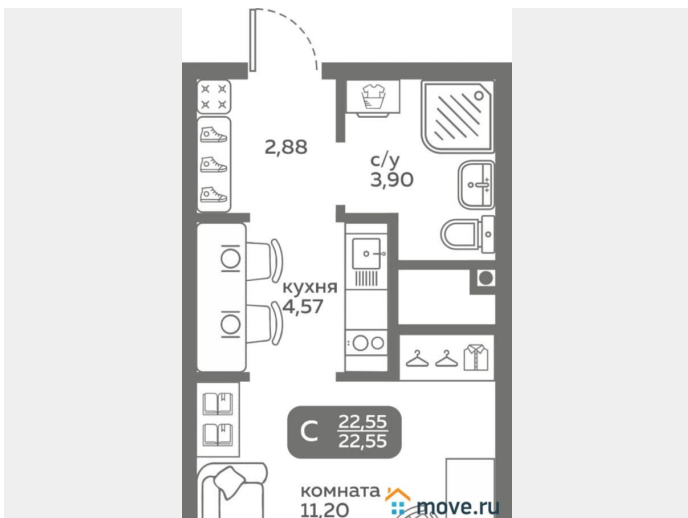 2,88
с/у
3,90
кухня
4,57
С
22,55
22,55
комната
11,20
move.ru